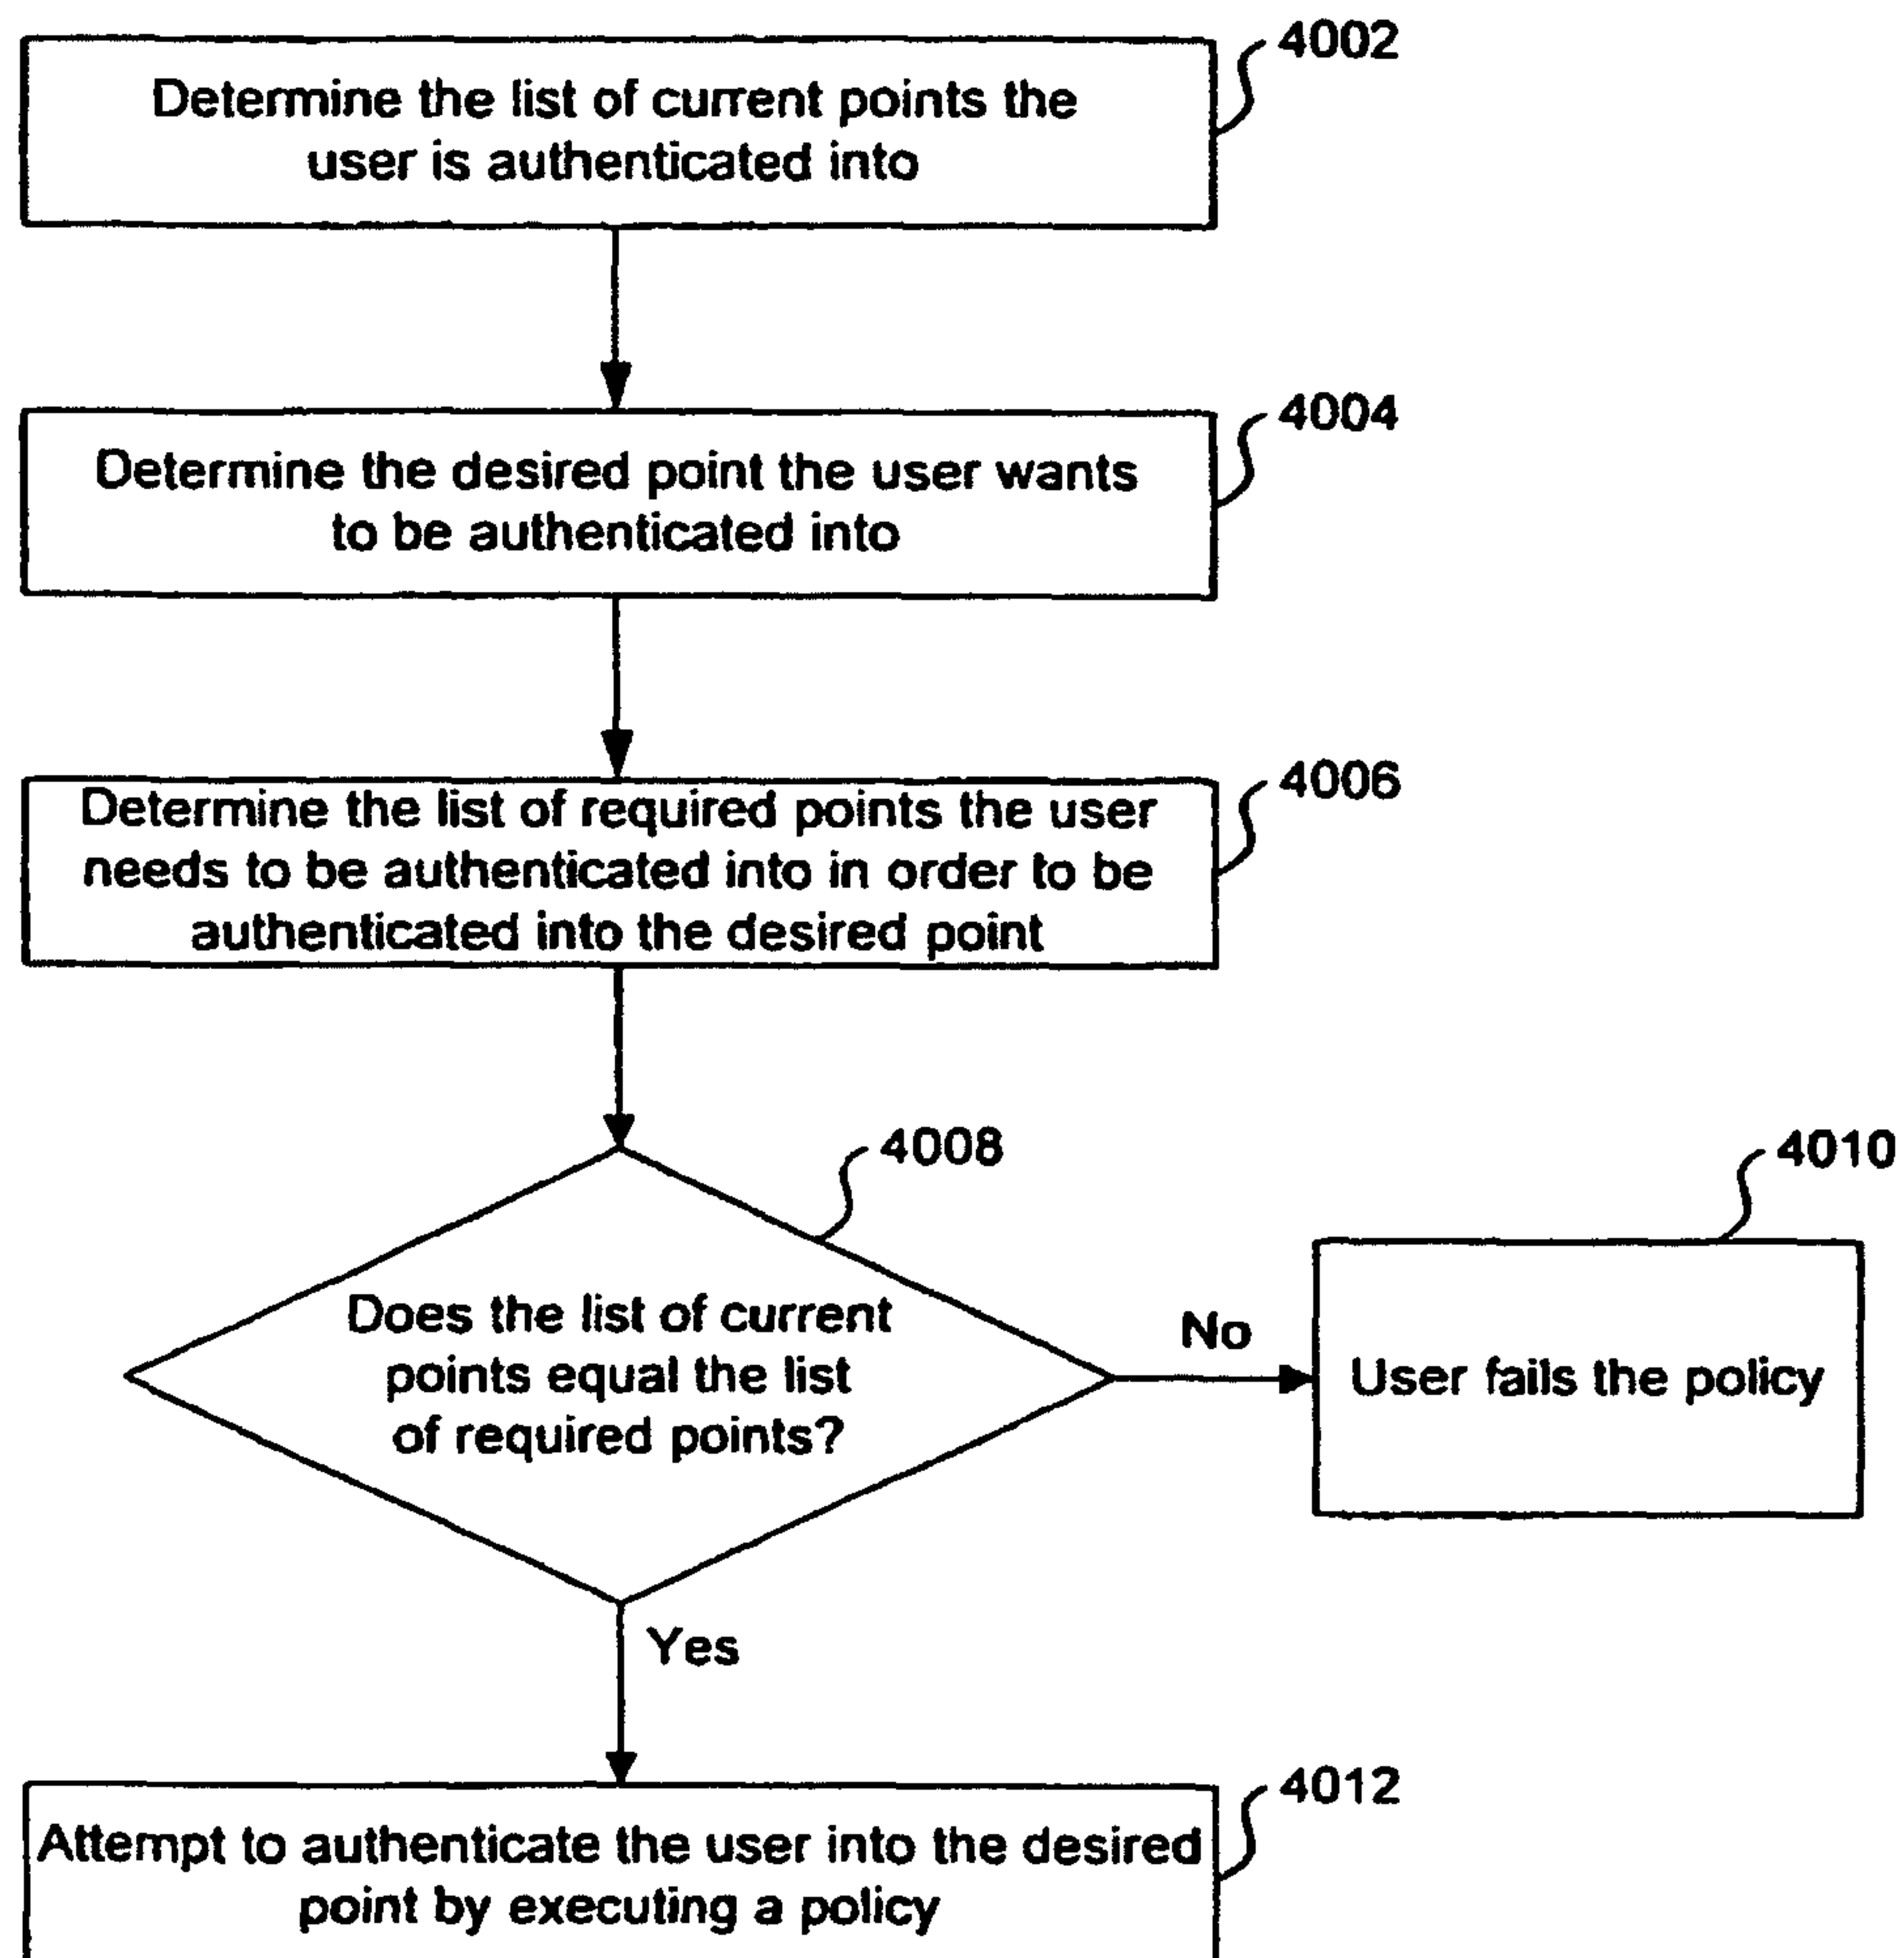 4002
Determine the list of current points the
user is authenticated into
4004
Determine the desired point the user wants
to be authenticated into
4006
Determine the list of required points the user
needs to be authenticated into in order to be
authenticated into the desired point
4008
4010
Does the list of current
points equal the list
of required points?
No
User fails the policy
Yes
4012
Attempt to authenticate the user into the desired
point by executing a policy